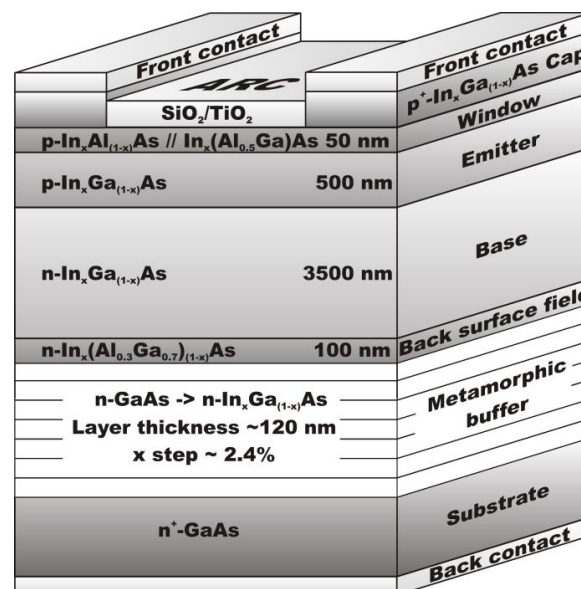 Front contact
Front contact
ARC
p⁺-InₓGa₍₁₋ₓ₎As Cap
SiO₂/TiO₂
Window
p-InₓAl₍₁₋ₓ₎As // Inₓ(Al₀.₅Ga)As 50 nm
Emitter
p-InₓGa₍₁₋ₓ₎As 500 nm
n-InₓGa₍₁₋ₓ₎As 3500 nm
Base
n-Inₓ(Al₀.₃Ga₀.₇)₍₁₋ₓ₎As 100 nm
Back surface field
n-GaAs -> n-InₓGa₍₁₋ₓ₎As
Layer thickness ~120 nm
x step ~ 2.4%
Metamorphic
buffer
n⁺-GaAs
Substrate
Back contact